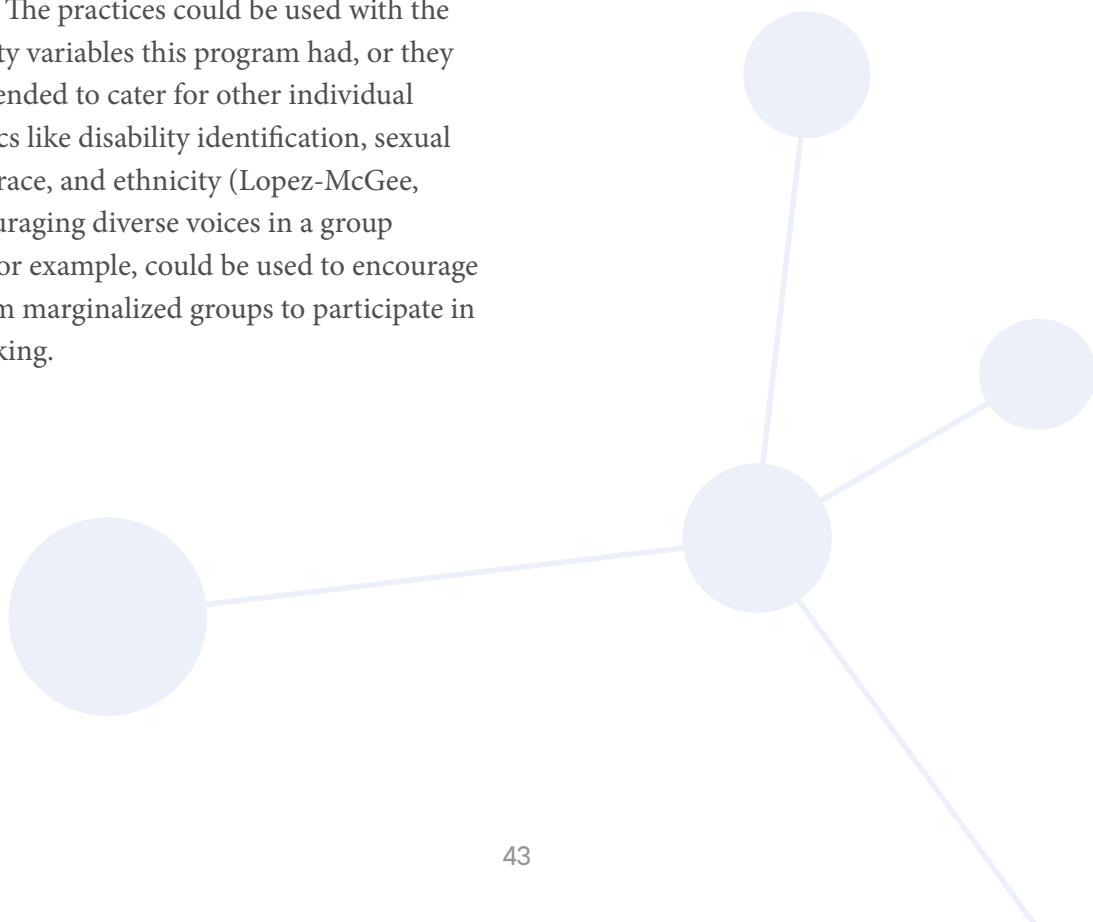 The practices could be used with the
ty variables this program had, or they
ended to cater for other individual
cs like disability identification, sexual
race, and ethnicity (Lopez-McGee,
uraging diverse voices in a group
or example, could be used to encourage
m marginalized groups to participate in
king.
43